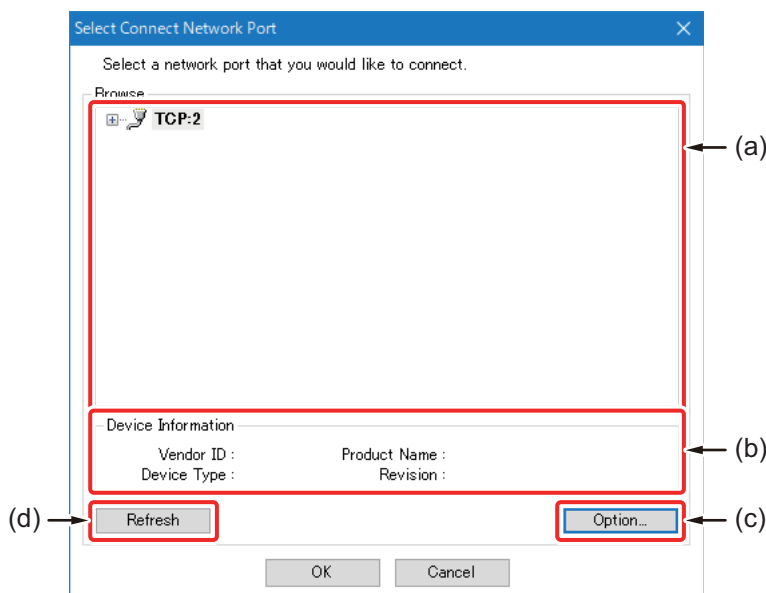 Select Connect Network Port
Select a network port that you would like to connect.
Browse
TCP:2
(a)
Device Information
Vendor ID : Product Name :
Device Type : Revision :
(b)
(d) Refresh Option... (c)
OK Cancel